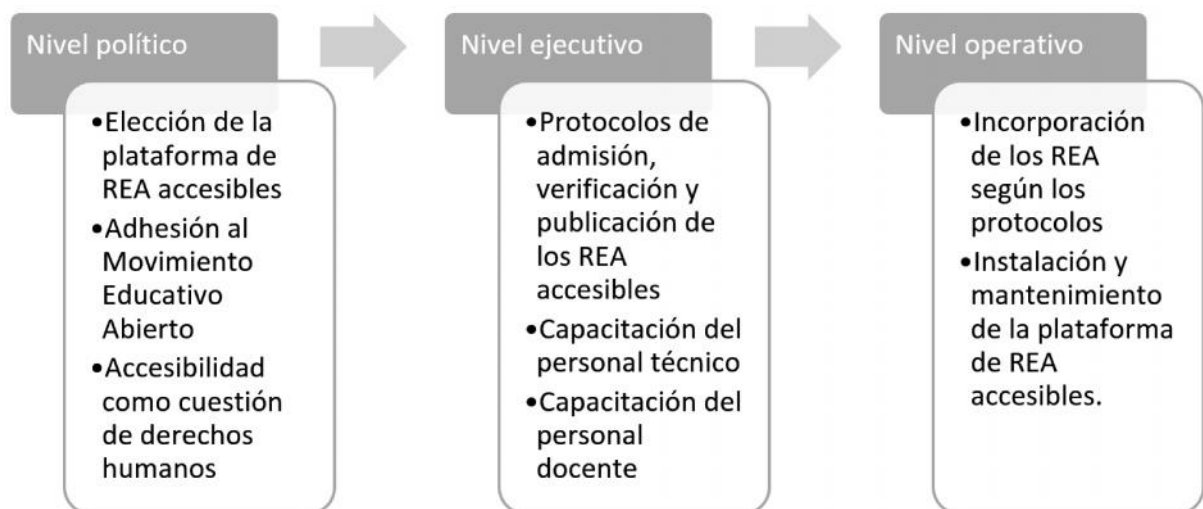 Nivel político
•Elección de la
plataforma de
REA accesibles
•Adhesión al
Movimiento
Educativo
Abierto
•Accesibilidad
como cuestión
de derechos
humanos
Nivel ejecutivo
•Protocolos de
admisión,
verificación y
publicación de
los REA
accesibles
•Capacitación del
personal técnico
•Capacitación del
personal
docente
Nivel operativo
•Incorporación
de los REA
según los
protocolos
•Instalación y
mantenimiento
de la plataforma
de REA
accesibles.